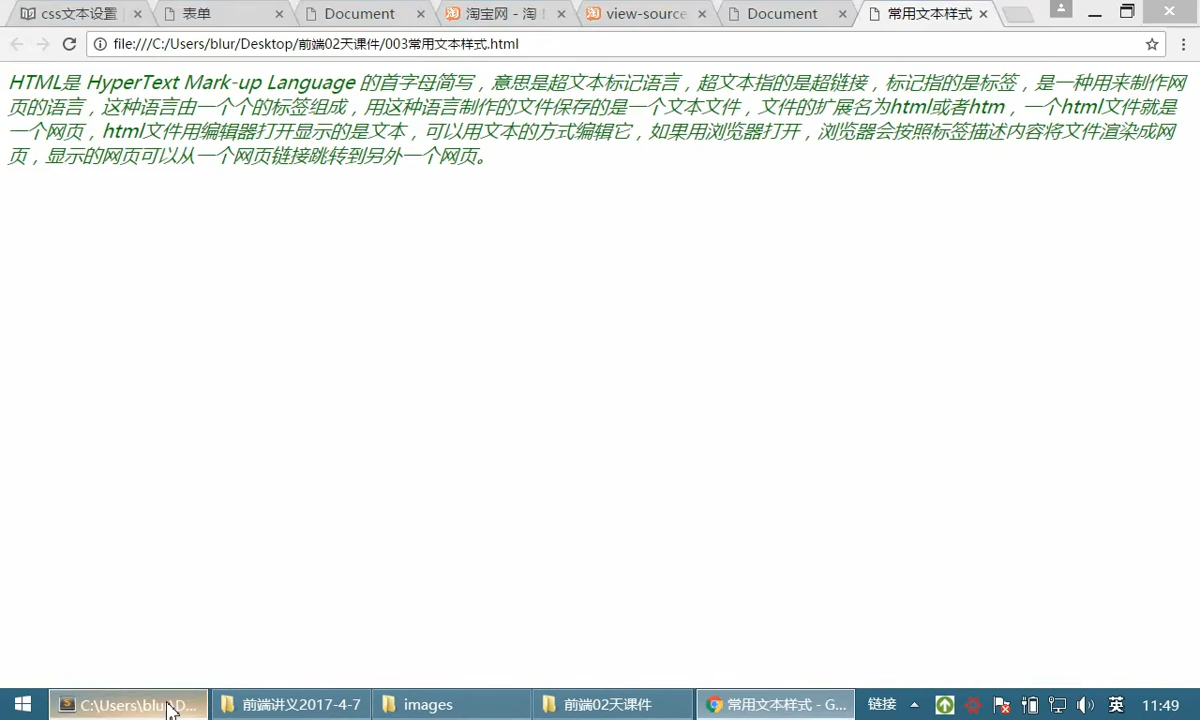 css文本设置
表单
Document
淘宝网 - 淘！
view-source
Document
常用文本样式
file:///C:/Users/blur/Desktop/前端02天课件/003常用文本样式.html
HTML是 HyperText Mark-up Language 的首字母简写，意思是超文本标记语言，超文本指的是超链接，标记指的是标签，是一种用来制作网
页的语言，这种语言由一个个的标签组成，用这种语言制作的文件保存的是一个文本文件，文件的扩展名为html或者htm，一个html文件就是
一个网页，html文件用编辑器打开显示的是文本，可以用文本的方式编辑它，如果用浏览器打开，浏览器会按照标签描述内容将文件渲染成网
页，显示的网页可以从一个网页链接跳转到另外一个网页。
C:\Users\blur\D...
前端讲义2017-4-7
images
前端02天课件
常用文本样式 - G...
链接
英
11:49